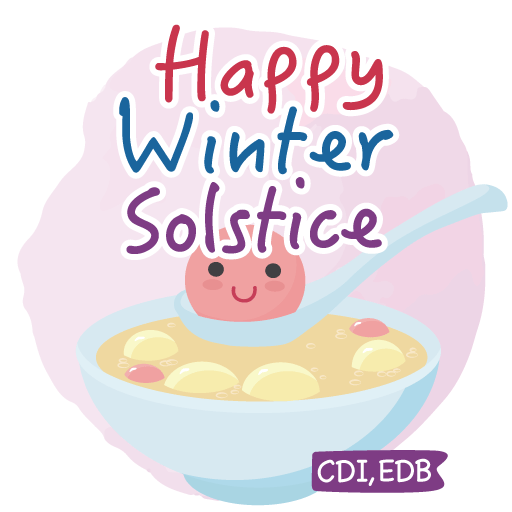 Happy
Winter
Solstice
CDI,EDB